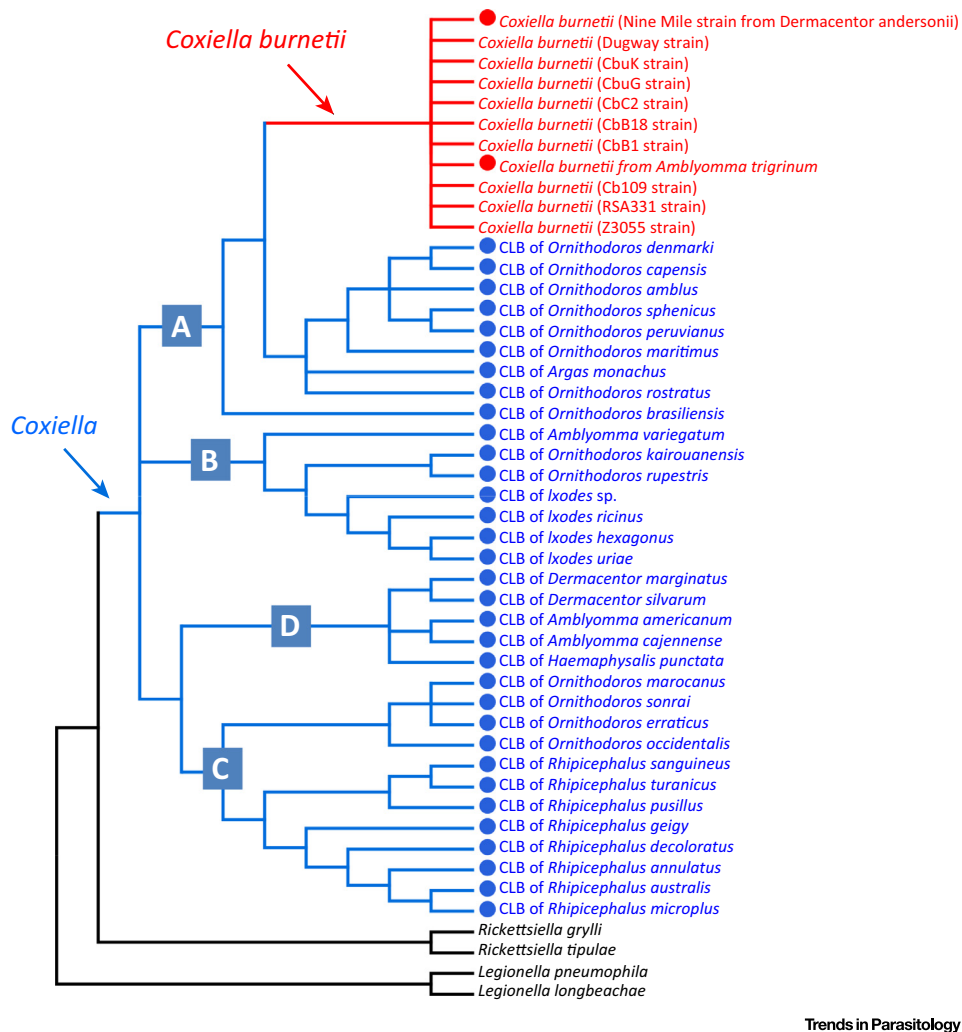 Coxiella burnetii
Coxiella burnetii (Nine Mile strain from Dermacentor andersonii)
Coxiella burnetii (Dugway strain)
Coxiella burnetii (CbuK strain)
Coxiella burnetii (CbuG strain)
Coxiella burnetii (CbC2 strain)
Coxiella burnetii (CbB18 strain)
Coxiella burnetii (CbB1 strain)
Coxiella burnetii from Amblyomma trigrinum
Coxiella burnetii (Cb109 strain)
Coxiella burnetii (RSA331 strain)
Coxiella burnetii (Z3055 strain)
CLB of Ornithodoros denmarki
CLB of Ornithodoros capensis
CLB of Ornithodoros amblus
CLB of Ornithodoros sphenicus
A
CLB of Ornithodoros peruvianus
CLB of Ornithodoros maritimus
CLB of Argas monachus
CLB of Ornithodoros rostratus
CLB of Ornithodoros brasiliensis
Coxiella
CLB of Amblyomma variegatum
B
CLB of Ornithodoros kairouanensis
CLB of Ornithodoros rupestris
CLB of Ixodes sp.
CLB of Ixodes ricinus
CLB of Ixodes hexagonus
CLB of Ixodes uriae
CLB of Dermacentor marginatus
CLB of Dermacentor silvarum
D
CLB of Amblyomma americanum
CLB of Amblyomma cajennense
CLB of Haemaphysalis punctata
CLB of Ornithodoros marocanus
CLB of Ornithodoros sonrai
CLB of Ornithodoros erraticus
CLB of Ornithodoros occidentalis
C
CLB of Rhipicephalus sanguineus
CLB of Rhipicephalus turanicus
CLB of Rhipicephalus pusillus
CLB of Rhipicephalus geigy
CLB of Rhipicephalus decoloratus
CLB of Rhipicephalus annulatus
CLB of Rhipicephalus australis
CLB of Rhipicephalus microplus
Rickettsiella grylli
Rickettsiella tipulae
Legionella pneumophila
Legionella longbeachae
Trends in Parasitology